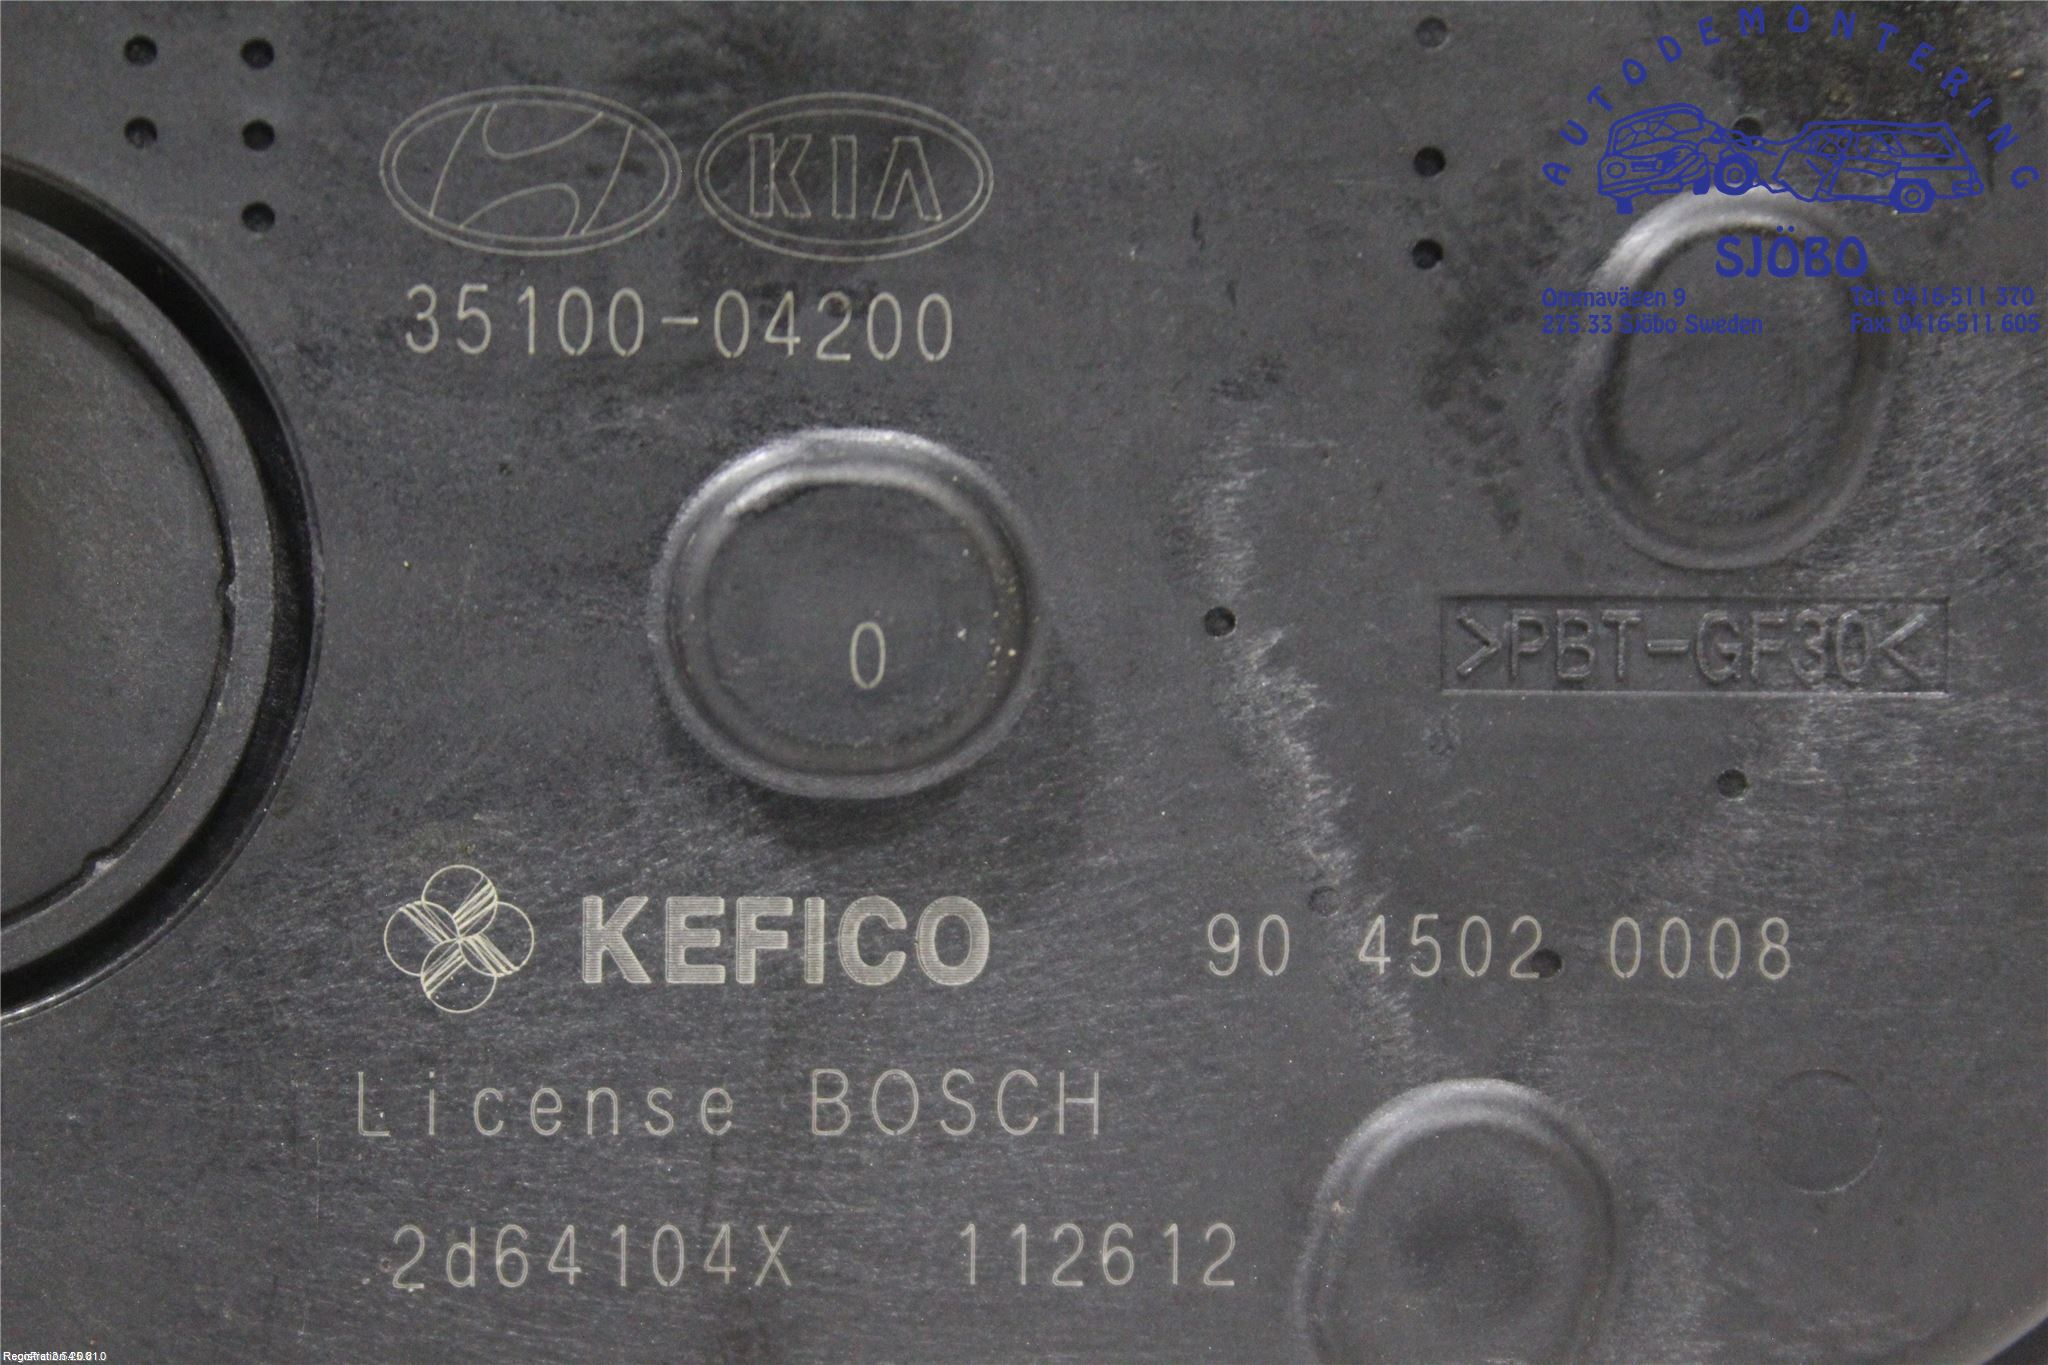 AUTODEMONTERING
KIA
SJÖBO
Ommavägen 9 Tel: 0416-511 370
275 33 Sjöbo Sweden Fax: 0416-511 605
35100-04200
0
>PBT-GF30<
KEFICO 90 4502 0008
License BOSCH
2d64104X 112612